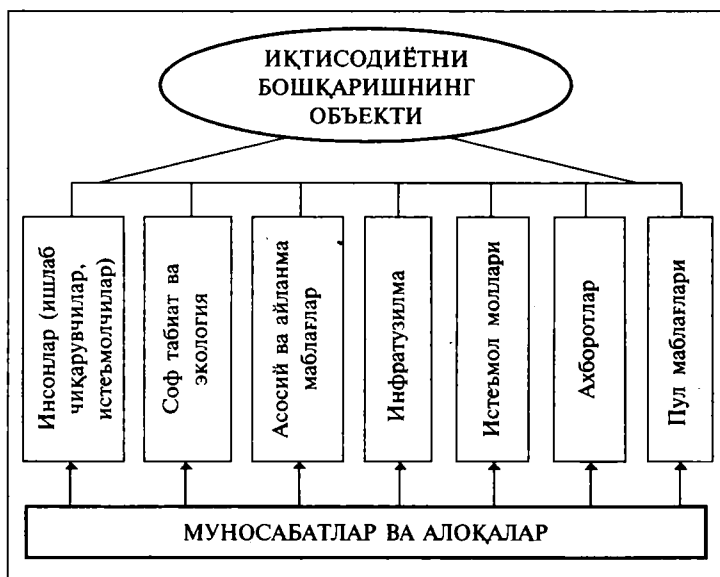 ИҚТИСОДИЁТНИ
БОШҚАРИШНИНГ
ОБЪЕКТИ
Инсонлар (ишлаб
чиқарувчилар,
истеъмолчилар)
Соф табиат ва
экология
Асосий ва айланма
маблағлар
Инфратузилма
Истеъмол моллари
Ахборотлар
Пул маблағлари
МУНОСАБАТЛАР ВА АЛОҚАЛАР